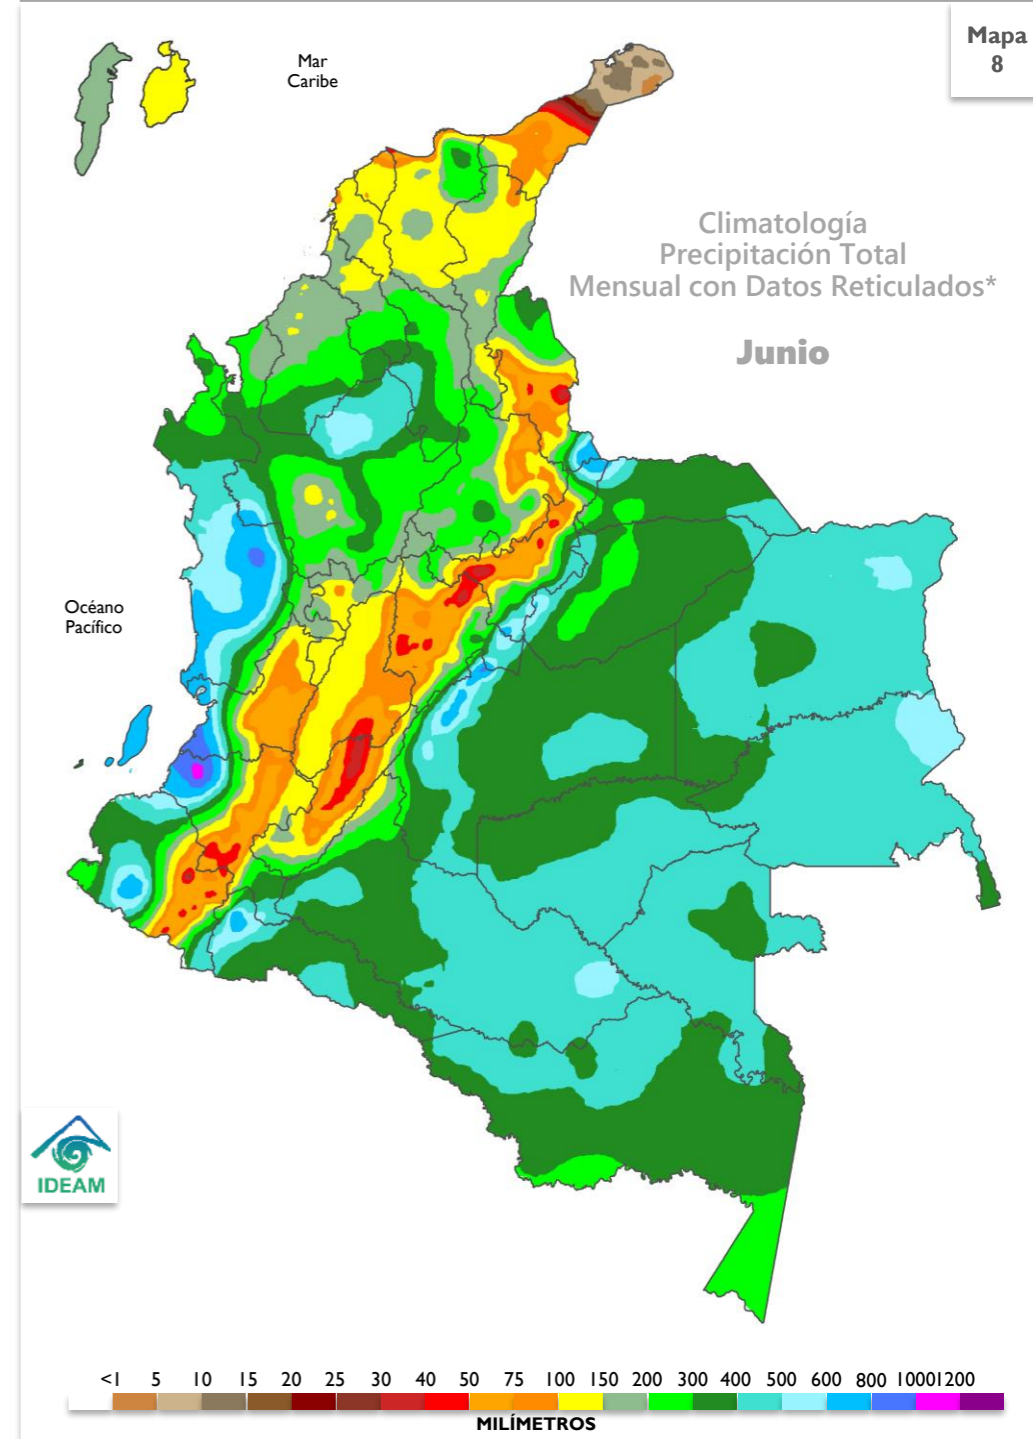 Mapa
8
Mar
Caribe
Climatología
Precipitación Total
Mensual con Datos Reticulados*
Junio
Océano
Pacífico
IDEAM
<1 5 10 15 20 25 30 40 50 75 100 150 200 300 400 500 600 800 1000 1200
MILÍMETROS